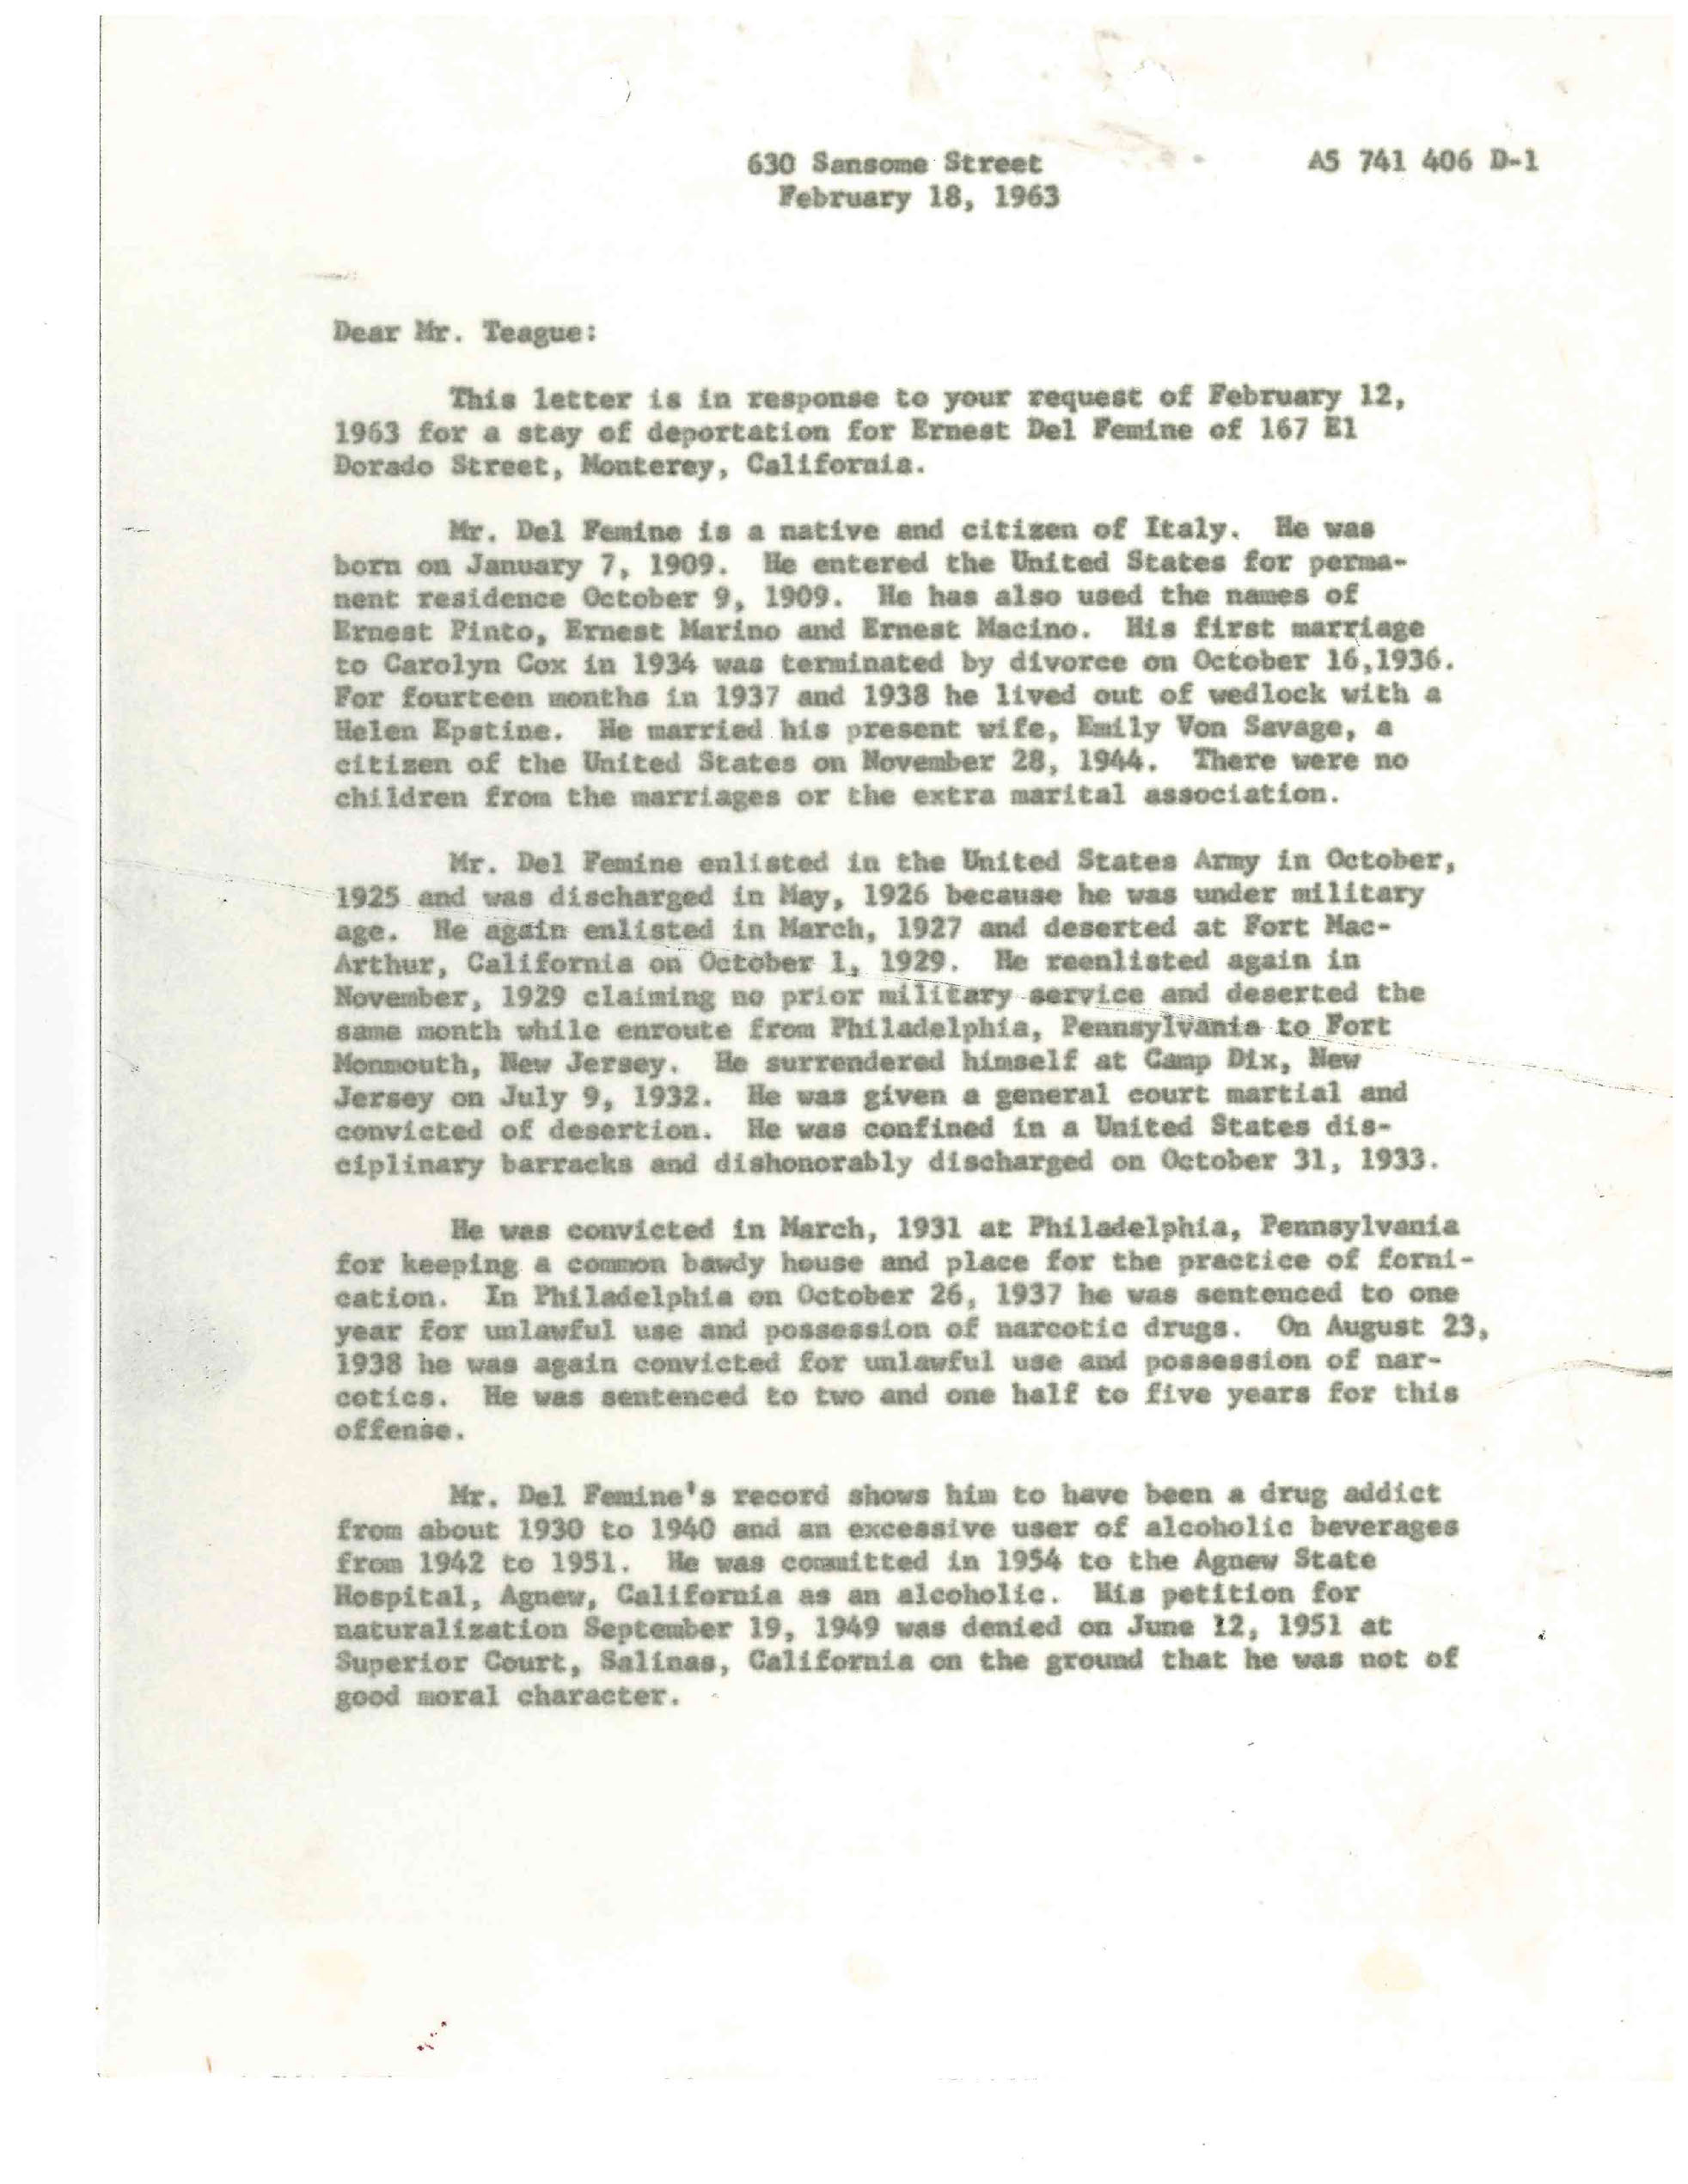 630 Sansome Street
A5 741 406 D-1
February 18, 1963
Dear Mr. Teague:
This letter is in response to your request of February 12,
1963 for a stay of deportation for Ernest Del Femine of 167 El
Dorado Street, Monterey, California.
Mr. Del Femine is a native and citizen of Italy. He was
born on January 7, 1909. He entered the United States for perma-
nent residence October 9, 1909. He has also used the names of
Ernest Pinto, Ernest Marino and Ernest Macino. His first marriage
to Carolyn Cox in 1934 was terminated by divorce on October 16,1936.
For fourteen months in 1937 and 1938 he lived out of wedlock with a
Helen Epstine. He married his present wife, Emily Von Savage, a
citizen of the United States on November 28, 1944. There were no
children from the marriages or the extra marital association.
Mr. Del Femine enlisted in the United States Army in October,
1925 and was discharged in May, 1926 because he was under military
age. He again enlisted in March, 1927 and deserted at Fort Mac-
Arthur, California on October 1, 1929. He reenlisted again in
November, 1929 claiming no prior military service and deserted the
same month while enroute from Philadelphia, Pennsylvania to Fort
Monmouth, New Jersey. He surrendered himself at Camp Dix, New
Jersey on July 9, 1932. He was given a general court martial and
convicted of desertion. He was confined in a United States dis-
ciplinary barracks and dishonorably discharged on October 31, 1933.
He was convicted in March, 1931 at Philadelphia, Pennsylvania
for keeping a common bawdy house and place for the practice of forni-
cation. In Philadelphia on October 26, 1937 he was sentenced to one
year for unlawful use and possession of narcotic drugs. On August 23,
1938 he was again convicted for unlawful use and possession of nar-
cotics. He was sentenced to two and one half to five years for this
offense.
Mr. Del Femine's record shows him to have been a drug addict
from about 1930 to 1940 and an excessive user of alcoholic beverages
from 1942 to 1951. He was committed in 1954 to the Agnew State
Hospital, Agnew, California as an alcoholic. His petition for
naturalization September 19, 1949 was denied on June 12, 1951 at
Superior Court, Salinas, California on the ground that he was not of
good moral character.